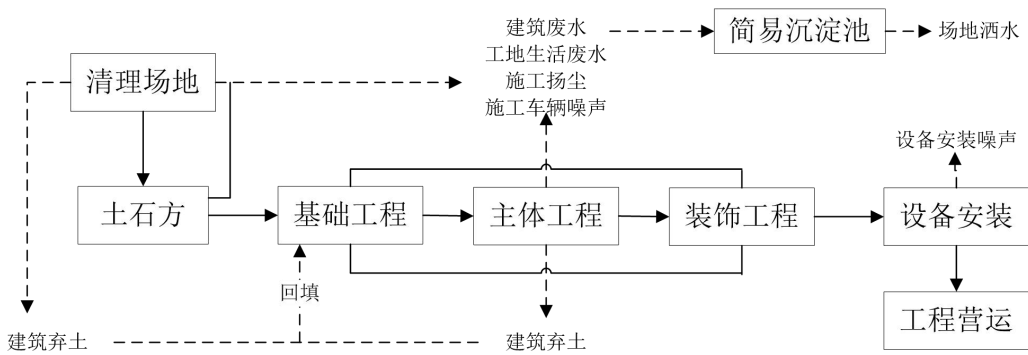 建筑废水
工地生活废水
施工扬尘
施工车辆噪声
简易沉淀池
场地洒水
清理场地
设备安装噪声
土石方
基础工程
主体工程
装饰工程
设备安装
回填
工程营运
建筑弃土
建筑弃土